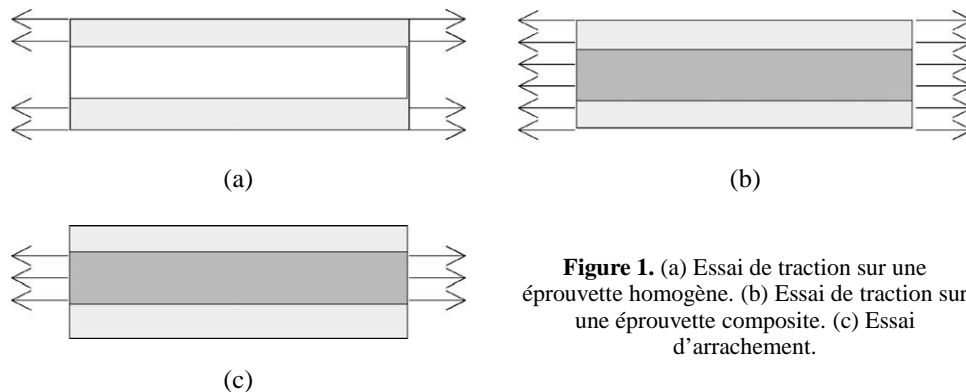 (a)
(b)
(c)
Figure 1. (a) Essai de traction sur une
éprouvette homogène. (b) Essai de traction sur
une éprouvette composite. (c) Essai
d'arrachement.